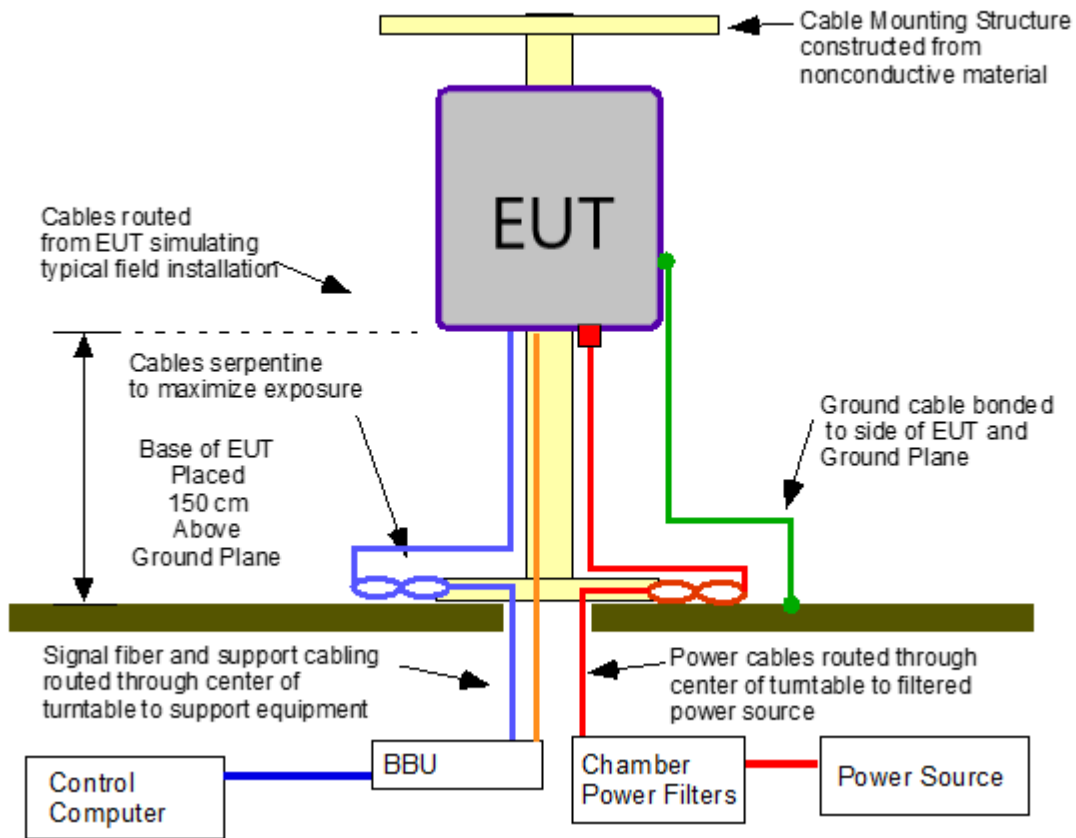 Cable Mounting Structure
constructed from
nonconductive material
EUT
Cables routed
from EUT simulating
typical field installation
Cables serpentine
to maximize exposure
Base of EUT
Placed
150 cm
Above
Ground Plane
Ground cable bonded
to side of EUT and
Ground Plane
Signal fiber and support cabling
routed through center of
turntable to support equipment
Power cables routed through
center of turntable to filtered
power source
Control
Computer
BBU
Chamber
Power Filters
Power Source